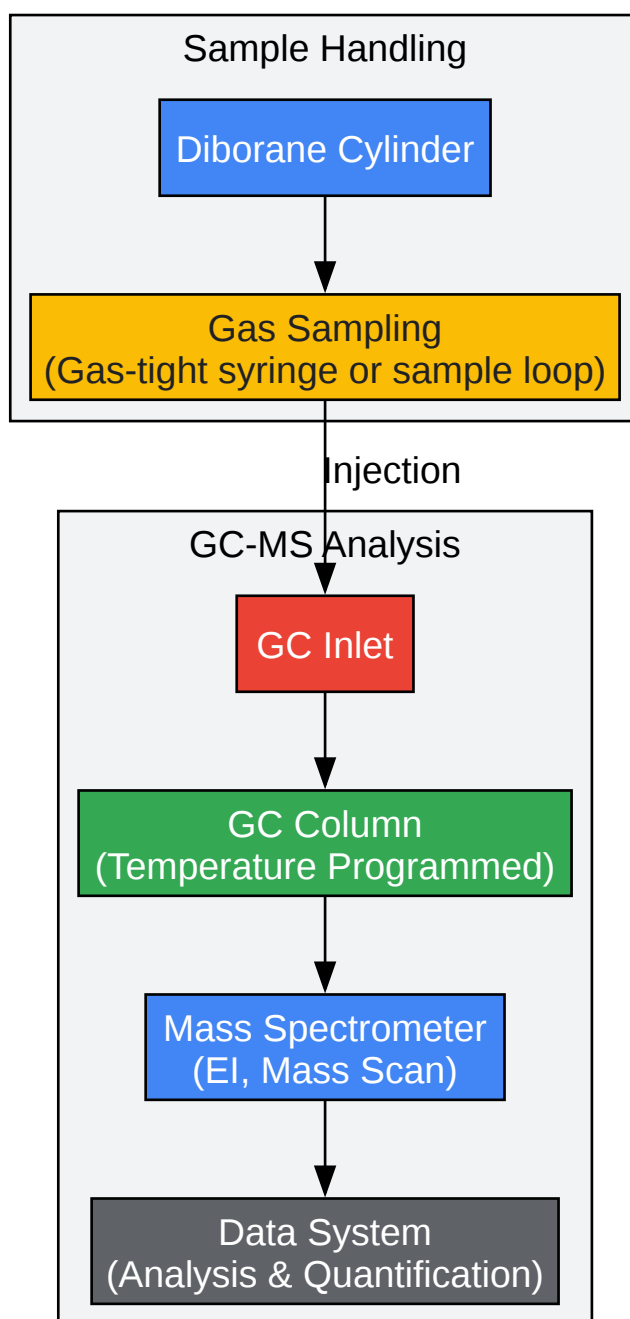 Sample Handling
Diborane Cylinder
Gas Sampling
(Gas-tight syringe or sample loop)
Injection
GC-MS Analysis
GC Inlet
GC Column
(Temperature Programmed)
Mass Spectrometer
(EI, Mass Scan)
Data System
(Analysis & Quantification)